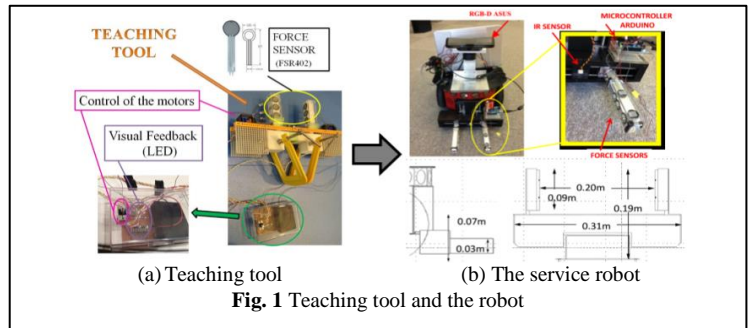 TEACHING
TOOL
FORCE
SENSOR
(FSR402)
Control of the motors
Visual Feedback
(LED)
RGB-D ASUS
IR SENSOR
MICROCONTROLLER
ARDUINO
FORCE SENSORS
0.20m
0,09m
0.19m
0.07m
0.31m
0.03m
(a) Teaching tool
(b) The service robot
Fig. 1 Teaching tool and the robot